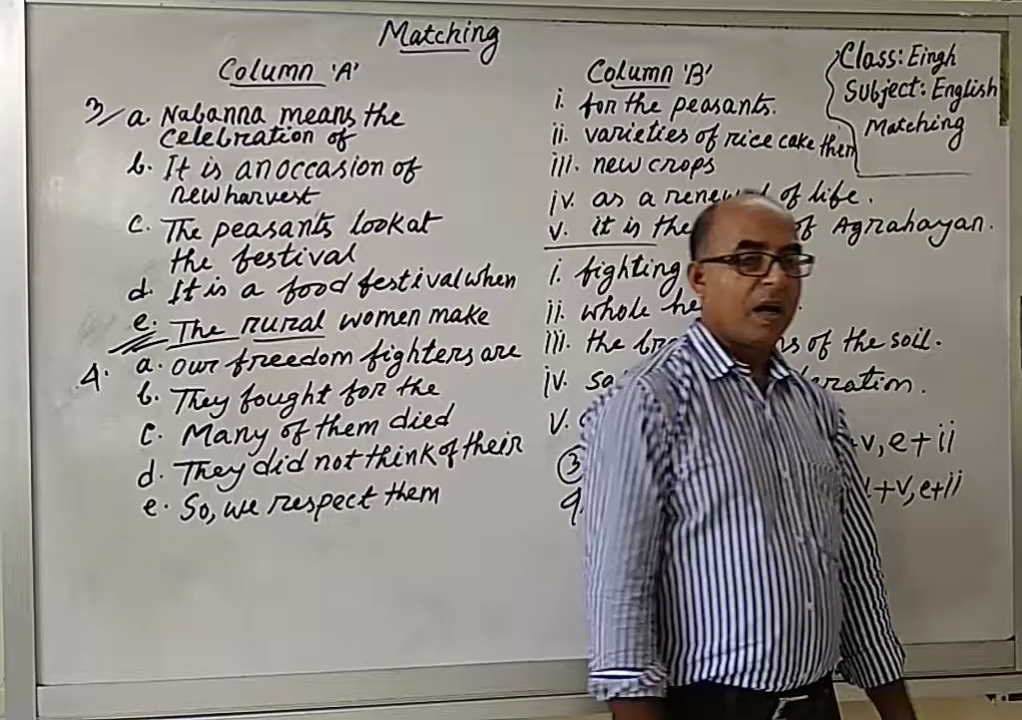 Matching
Class: Eingh
Subject: English
Matching
Column 'A'
3/ a. Nabanna means the
celebration of
b. It is an occasion of
new harvest
c. The peasants look at
the festival
d. It is a food festival when
e. The rural women make
4. a. Our freedom fighters are
b. They fought for the
c. Many of them died
d. They did not think of their
e. So, we respect them
Column 'B'
i. for the peasants.
ii. varieties of rice cake then
iii. new crops
iv. as a of life.
v. it is the of Agrahayan.
i. fighting
ii. whole
iii. the of the soil.
iv.
v.
3 v, e+ii
4 +v, e+ii